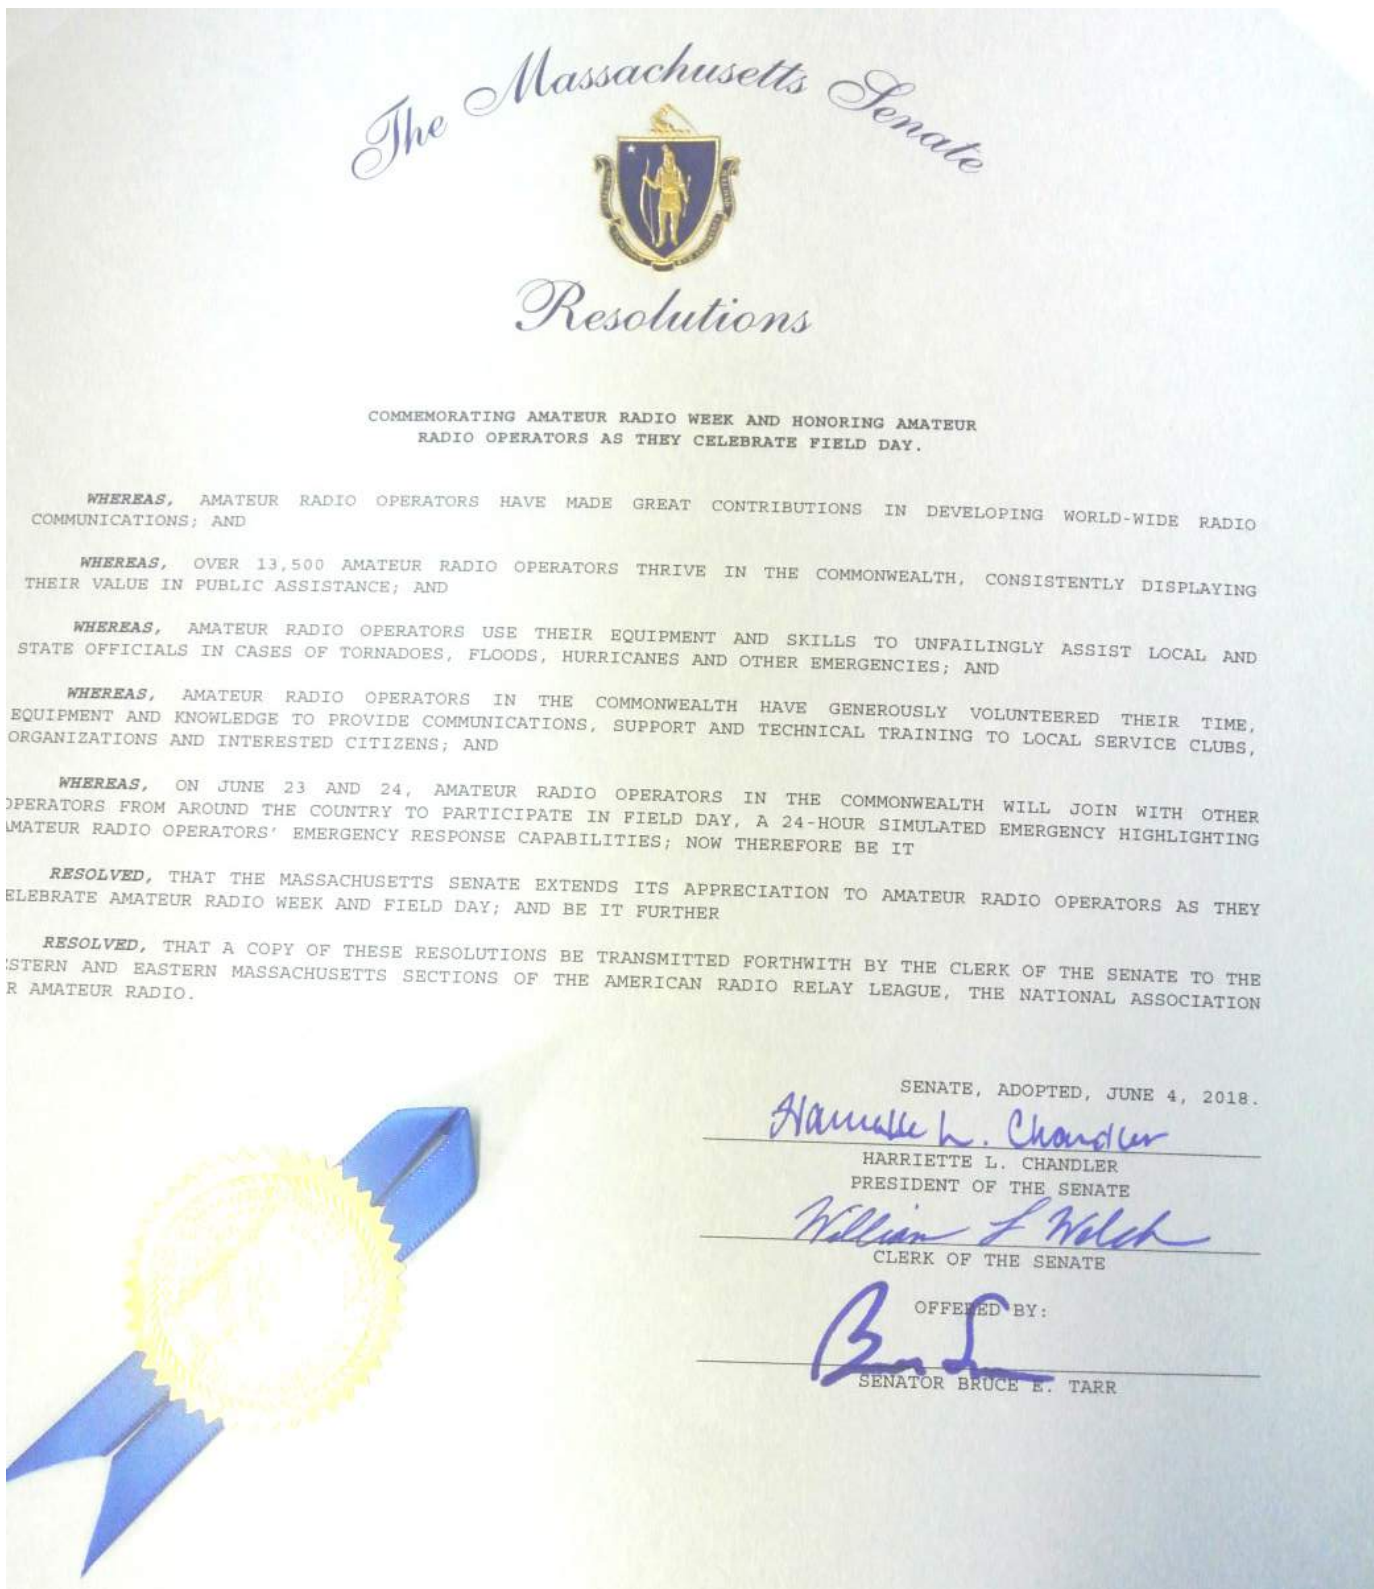 The Massachusetts Senate
Resolutions
COMMEMORATING AMATEUR RADIO WEEK AND HONORING AMATEUR
RADIO OPERATORS AS THEY CELEBRATE FIELD DAY.
WHEREAS, AMATEUR RADIO OPERATORS HAVE MADE GREAT CONTRIBUTIONS IN DEVELOPING WORLD-WIDE RADIO
COMMUNICATIONS; AND
WHEREAS, OVER 13,500 AMATEUR RADIO OPERATORS THRIVE IN THE COMMONWEALTH, CONSISTENTLY DISPLAYING
THEIR VALUE IN PUBLIC ASSISTANCE; AND
WHEREAS, AMATEUR RADIO OPERATORS USE THEIR EQUIPMENT AND SKILLS TO UNFAILINGLY ASSIST LOCAL AND
STATE OFFICIALS IN CASES OF TORNADOES, FLOODS, HURRICANES AND OTHER EMERGENCIES; AND
WHEREAS, AMATEUR RADIO OPERATORS IN THE COMMONWEALTH HAVE GENEROUSLY VOLUNTEERED THEIR TIME,
EQUIPMENT AND KNOWLEDGE TO PROVIDE COMMUNICATIONS, SUPPORT AND TECHNICAL TRAINING TO LOCAL SERVICE CLUBS,
ORGANIZATIONS AND INTERESTED CITIZENS; AND
WHEREAS, ON JUNE 23 AND 24, AMATEUR RADIO OPERATORS IN THE COMMONWEALTH WILL JOIN WITH OTHER
OPERATORS FROM AROUND THE COUNTRY TO PARTICIPATE IN FIELD DAY, A 24-HOUR SIMULATED EMERGENCY HIGHLIGHTING
AMATEUR RADIO OPERATORS' EMERGENCY RESPONSE CAPABILITIES; NOW THEREFORE BE IT
RESOLVED, THAT THE MASSACHUSETTS SENATE EXTENDS ITS APPRECIATION TO AMATEUR RADIO OPERATORS AS THEY
ELEBRATE AMATEUR RADIO WEEK AND FIELD DAY; AND BE IT FURTHER
RESOLVED, THAT A COPY OF THESE RESOLUTIONS BE TRANSMITTED FORTHWITH BY THE CLERK OF THE SENATE TO THE
STERN AND EASTERN MASSACHUSETTS SECTIONS OF THE AMERICAN RADIO RELAY LEAGUE, THE NATIONAL ASSOCIATION
R AMATEUR RADIO.
SENATE, ADOPTED, JUNE 4, 2018.
Harriette L. Chandler
HARRIETTE L. CHANDLER
PRESIDENT OF THE SENATE
William F Welch
CLERK OF THE SENATE
OFFERED BY:
SENATOR BRUCE E. TARR